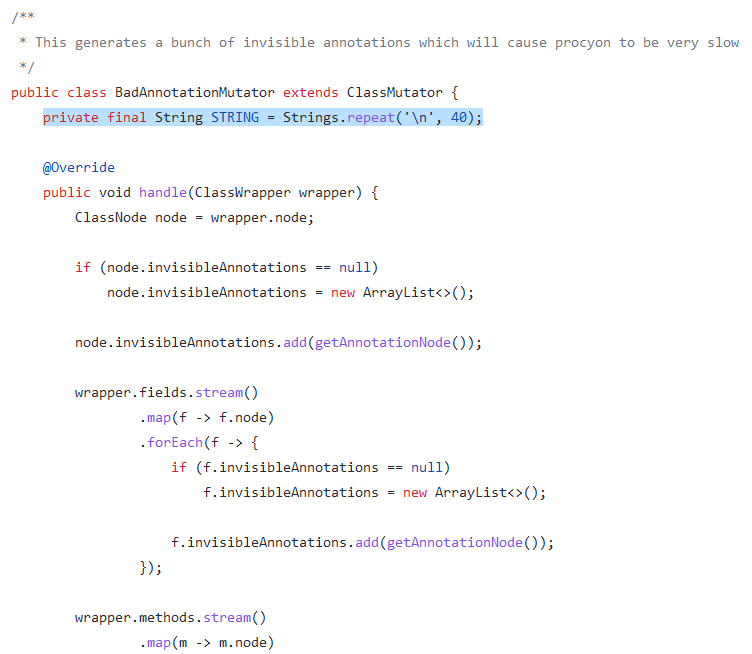 /**
 * This generates a bunch of invisible annotations which will cause procyon to be very slow
 */
public class BadAnnotationMutator extends ClassMutator {
    private final String STRING = Strings.repeat('\n', 40);

    @Override
    public void handle(ClassWrapper wrapper) {
        ClassNode node = wrapper.node;

        if (node.invisibleAnnotations == null)
            node.invisibleAnnotations = new ArrayList<>();

        node.invisibleAnnotations.add(getAnnotationNode());

        wrapper.fields.stream()
                .map(f -> f.node)
                .forEach(f -> {
                    if (f.invisibleAnnotations == null)
                        f.invisibleAnnotations = new ArrayList<>();

                    f.invisibleAnnotations.add(getAnnotationNode());
                });

        wrapper.methods.stream()
                .map(m -> m.node)